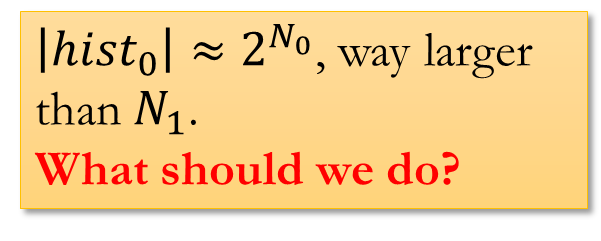 |hist₀| ≈ 2^{N₀}, way larger
than N₁.
What should we do?